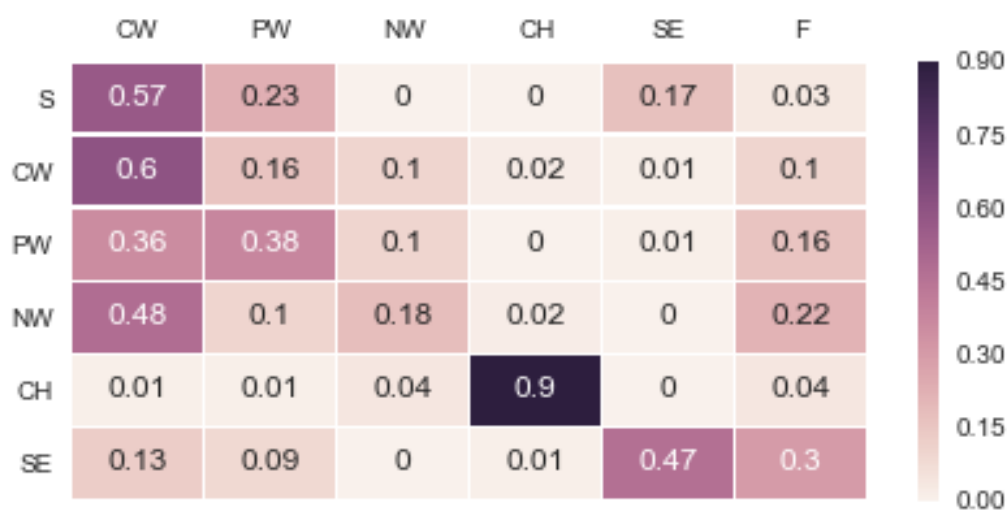 CW PW NW CH SE F
S 0.57 0.23 0 0 0.17 0.03
CW 0.6 0.16 0.1 0.02 0.01 0.1
PW 0.36 0.38 0.1 0 0.01 0.16
NW 0.48 0.1 0.18 0.02 0 0.22
CH 0.01 0.01 0.04 0.9 0 0.04
SE 0.13 0.09 0 0.01 0.47 0.3
0.90
0.75
0.60
0.45
0.30
0.15
0.00